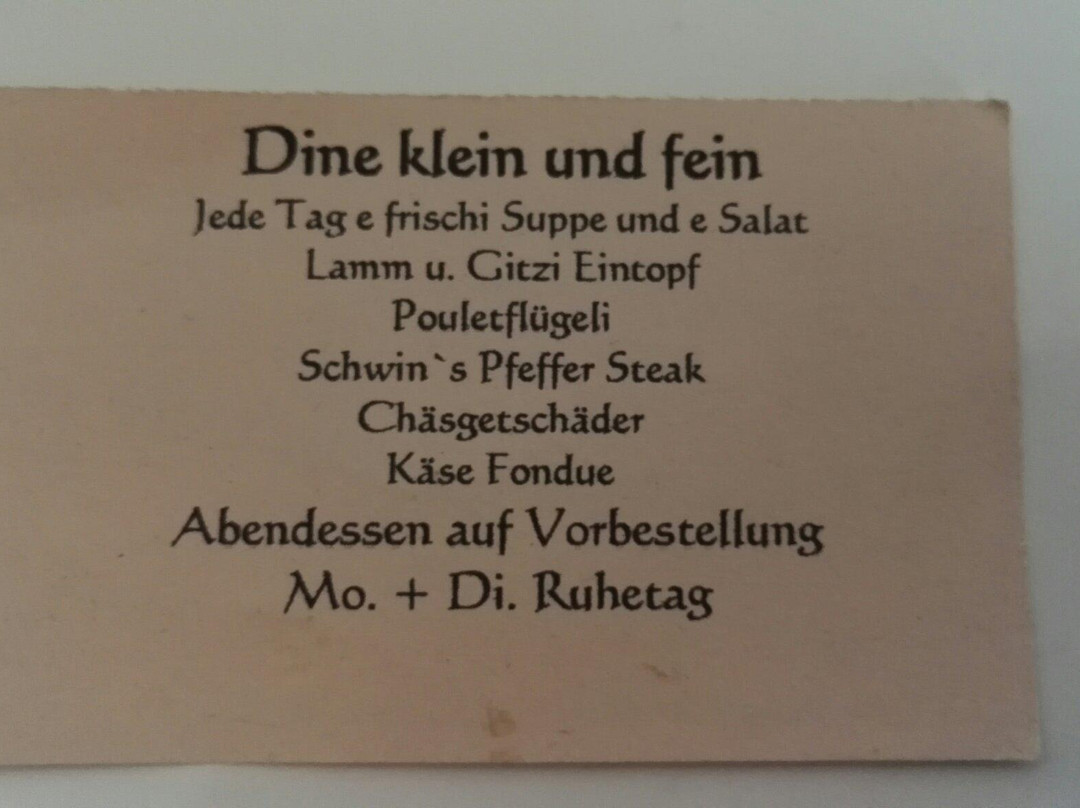 Dine klein und fein
Jede Tag e frischi Suppe und e Salat
Lamm u. Gitzi Eintopf
Pouletflügeli
Schwin`s Pfeffer Steak
Chäsgetschäder
Käse Fondue
Abendessen auf Vorbestellung
Mo. + Di. Ruhetag